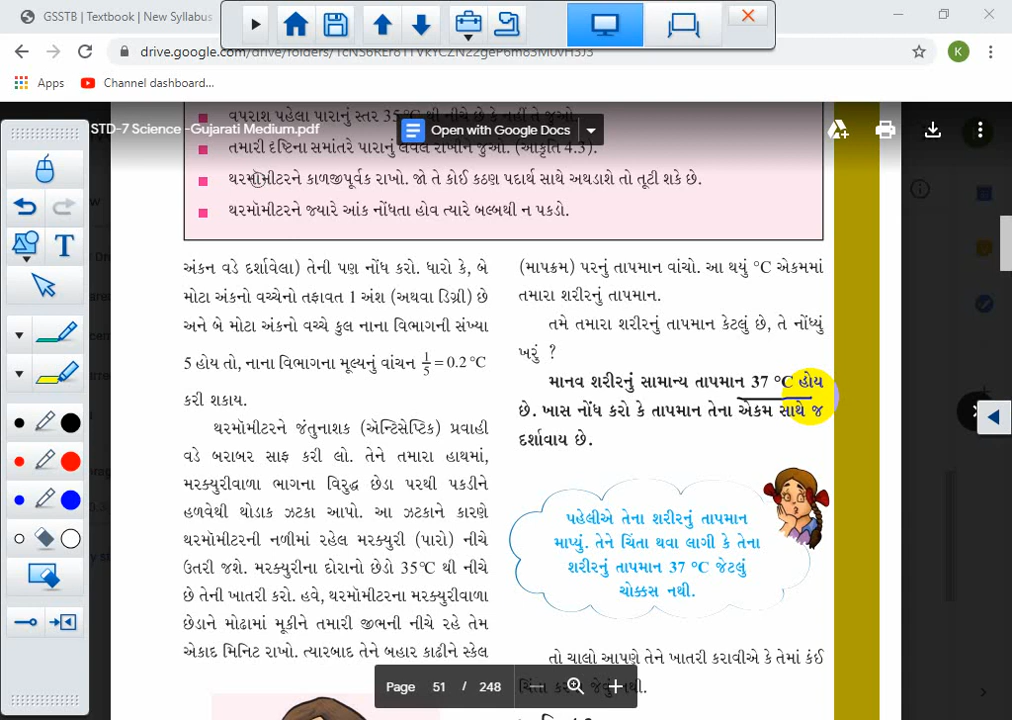 GSSTB | Textbook | New Syllabus
drive.google.com/drive/folders/
K
Apps
Channel dashboard...
વપરાશ પહેલા પારાનું સ્તર 35°C થી નીચે છે કે નહીં તે જુઓ.
STD-7 Science -Gujarati Medium.pdf
Open with Google Docs
તમારી દૃષ્ટિના સમાંતરે પારાનું લેવલ રાખીને જુઓ. (આકૃતિ 4.3).
થરમૉમીટરને કાળજીપૂર્વક રાખો. જો તે કોઈ કઠણ પદાર્થ સાથે અથડાશે તો તૂટી શકે છે.
થરમૉમીટરને જ્યારે આંક નોંધતા હોવ ત્યારે બલ્બથી ન પકડો.
T
અંકન વડે દર્શાવેલા) તેની પણ નોંધ કરો. ધારો કે, બે
મોટા અંકનો વચ્ચેનો તફાવત 1 અંશ (અથવા ડિગ્રી) છે
અને બે મોટા અંકનો વચ્ચે કુલ નાના વિભાગની સંખ્યા
5 હોય તો, નાના વિભાગના મૂલ્યનું વાંચન 1/5 = 0.2 °C
કરી શકાય.
થરમૉમીટરને જંતુનાશક (ઍન્ટિસેપ્ટિક) પ્રવાહી
વડે બરાબર સાફ કરી લો. તેને તમારા હાથમાં,
મરક્યુરીવાળા ભાગના વિરુદ્ધ છેડા પરથી પકડીને
હળવેથી થોડાક ઝટકા આપો. આ ઝટકાને કારણે
થરમૉમીટરની નળીમાં રહેલ મરક્યુરી (પારો) નીચે
ઉતરી જશે. મરક્યુરીના દોરાનો છેડો 35°C થી નીચે
છે તેની ખાતરી કરો. હવે, થરમૉમીટરના મરક્યુરીવાળા
છેડાને મોઢામાં મૂકીને તમારી જીભની નીચે રહે તેમ
એકાદ મિનિટ રાખો. ત્યારબાદ તેને બહાર કાઢીને સ્કેલ
(માપક્રમ) પરનું તાપમાન વાંચો. આ થયું °C એકમમાં
તમારા શરીરનું તાપમાન.
તમે તમારા શરીરનું તાપમાન કેટલું છે, તે નોંધ્યું
ખરું ?
માનવ શરીરનું સામાન્ય તાપમાન 37 °C હોય
છે. ખાસ નોંધ કરો કે તાપમાન તેના એકમ સાથે જ
દર્શાવાય છે.
પહેલીએ તેના શરીરનું તાપમાન
માપ્યું. તેને ચિંતા થવા લાગી કે તેના
શરીરનું તાપમાન 37 °C જેટલું
ચોક્કસ નથી.
તો ચાલો આપણે તેને ખાતરી કરાવીએ કે તેમાં કંઈ
ચિંતા કરવા જેવું નથી.
Page 51 / 248